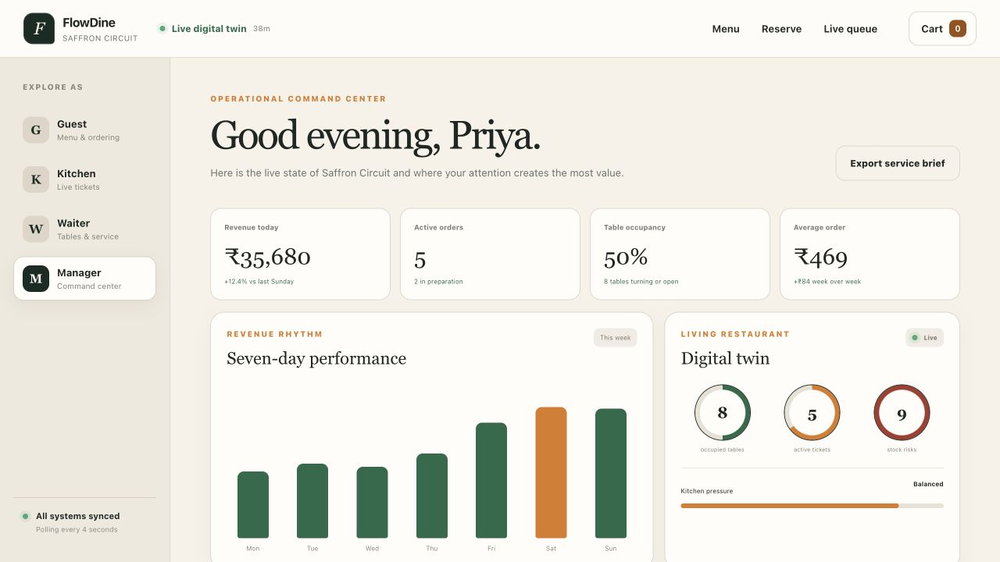 F
FlowDine
SAFFRON CIRCUIT
Live digital twin 38m
Menu
Reserve
Live queue
Cart 0
EXPLORE AS
G
Guest
Menu & ordering
K
Kitchen
Live tickets
W
Waiter
Tables & service
M
Manager
Command center
All systems synced
Polling every 4 seconds
OPERATIONAL COMMAND CENTER
Good evening, Priya.
Here is the live state of Saffron Circuit and where your attention creates the most value.
Export service brief
Revenue today
₹35,680
+12.4% vs last Sunday
Active orders
5
2 in preparation
Table occupancy
50%
8 tables turning or open
Average order
₹469
+₹84 week over week
REVENUE RHYTHM
Seven-day performance
This week
Mon
Tue
Wed
Thu
Fri
Sat
Sun
LIVING RESTAURANT
Digital twin
Live
8
occupied tables
5
active tickets
9
stock risks
Kitchen pressure
Balanced